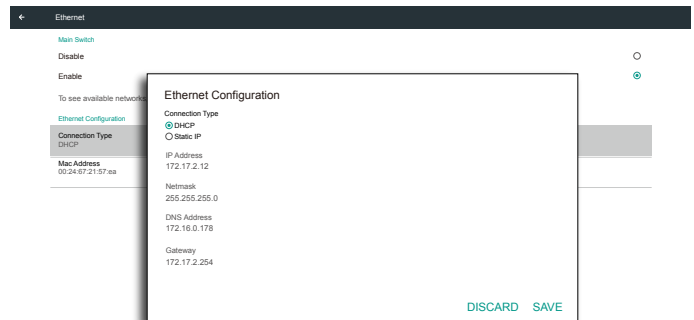 Ethernet
Main Switch
Disable
Enable
To see available networks
Ethernet Configuration
Connection Type
DHCP
Mac Address
00:24:67:21:57:ea
Ethernet Configuration
Connection Type
DHCP
Static IP
IP Address
172.17.2.12
Netmask
255.255.255.0
DNS Address
172.16.0.178
Gateway
172.17.2.254
DISCARD SAVE